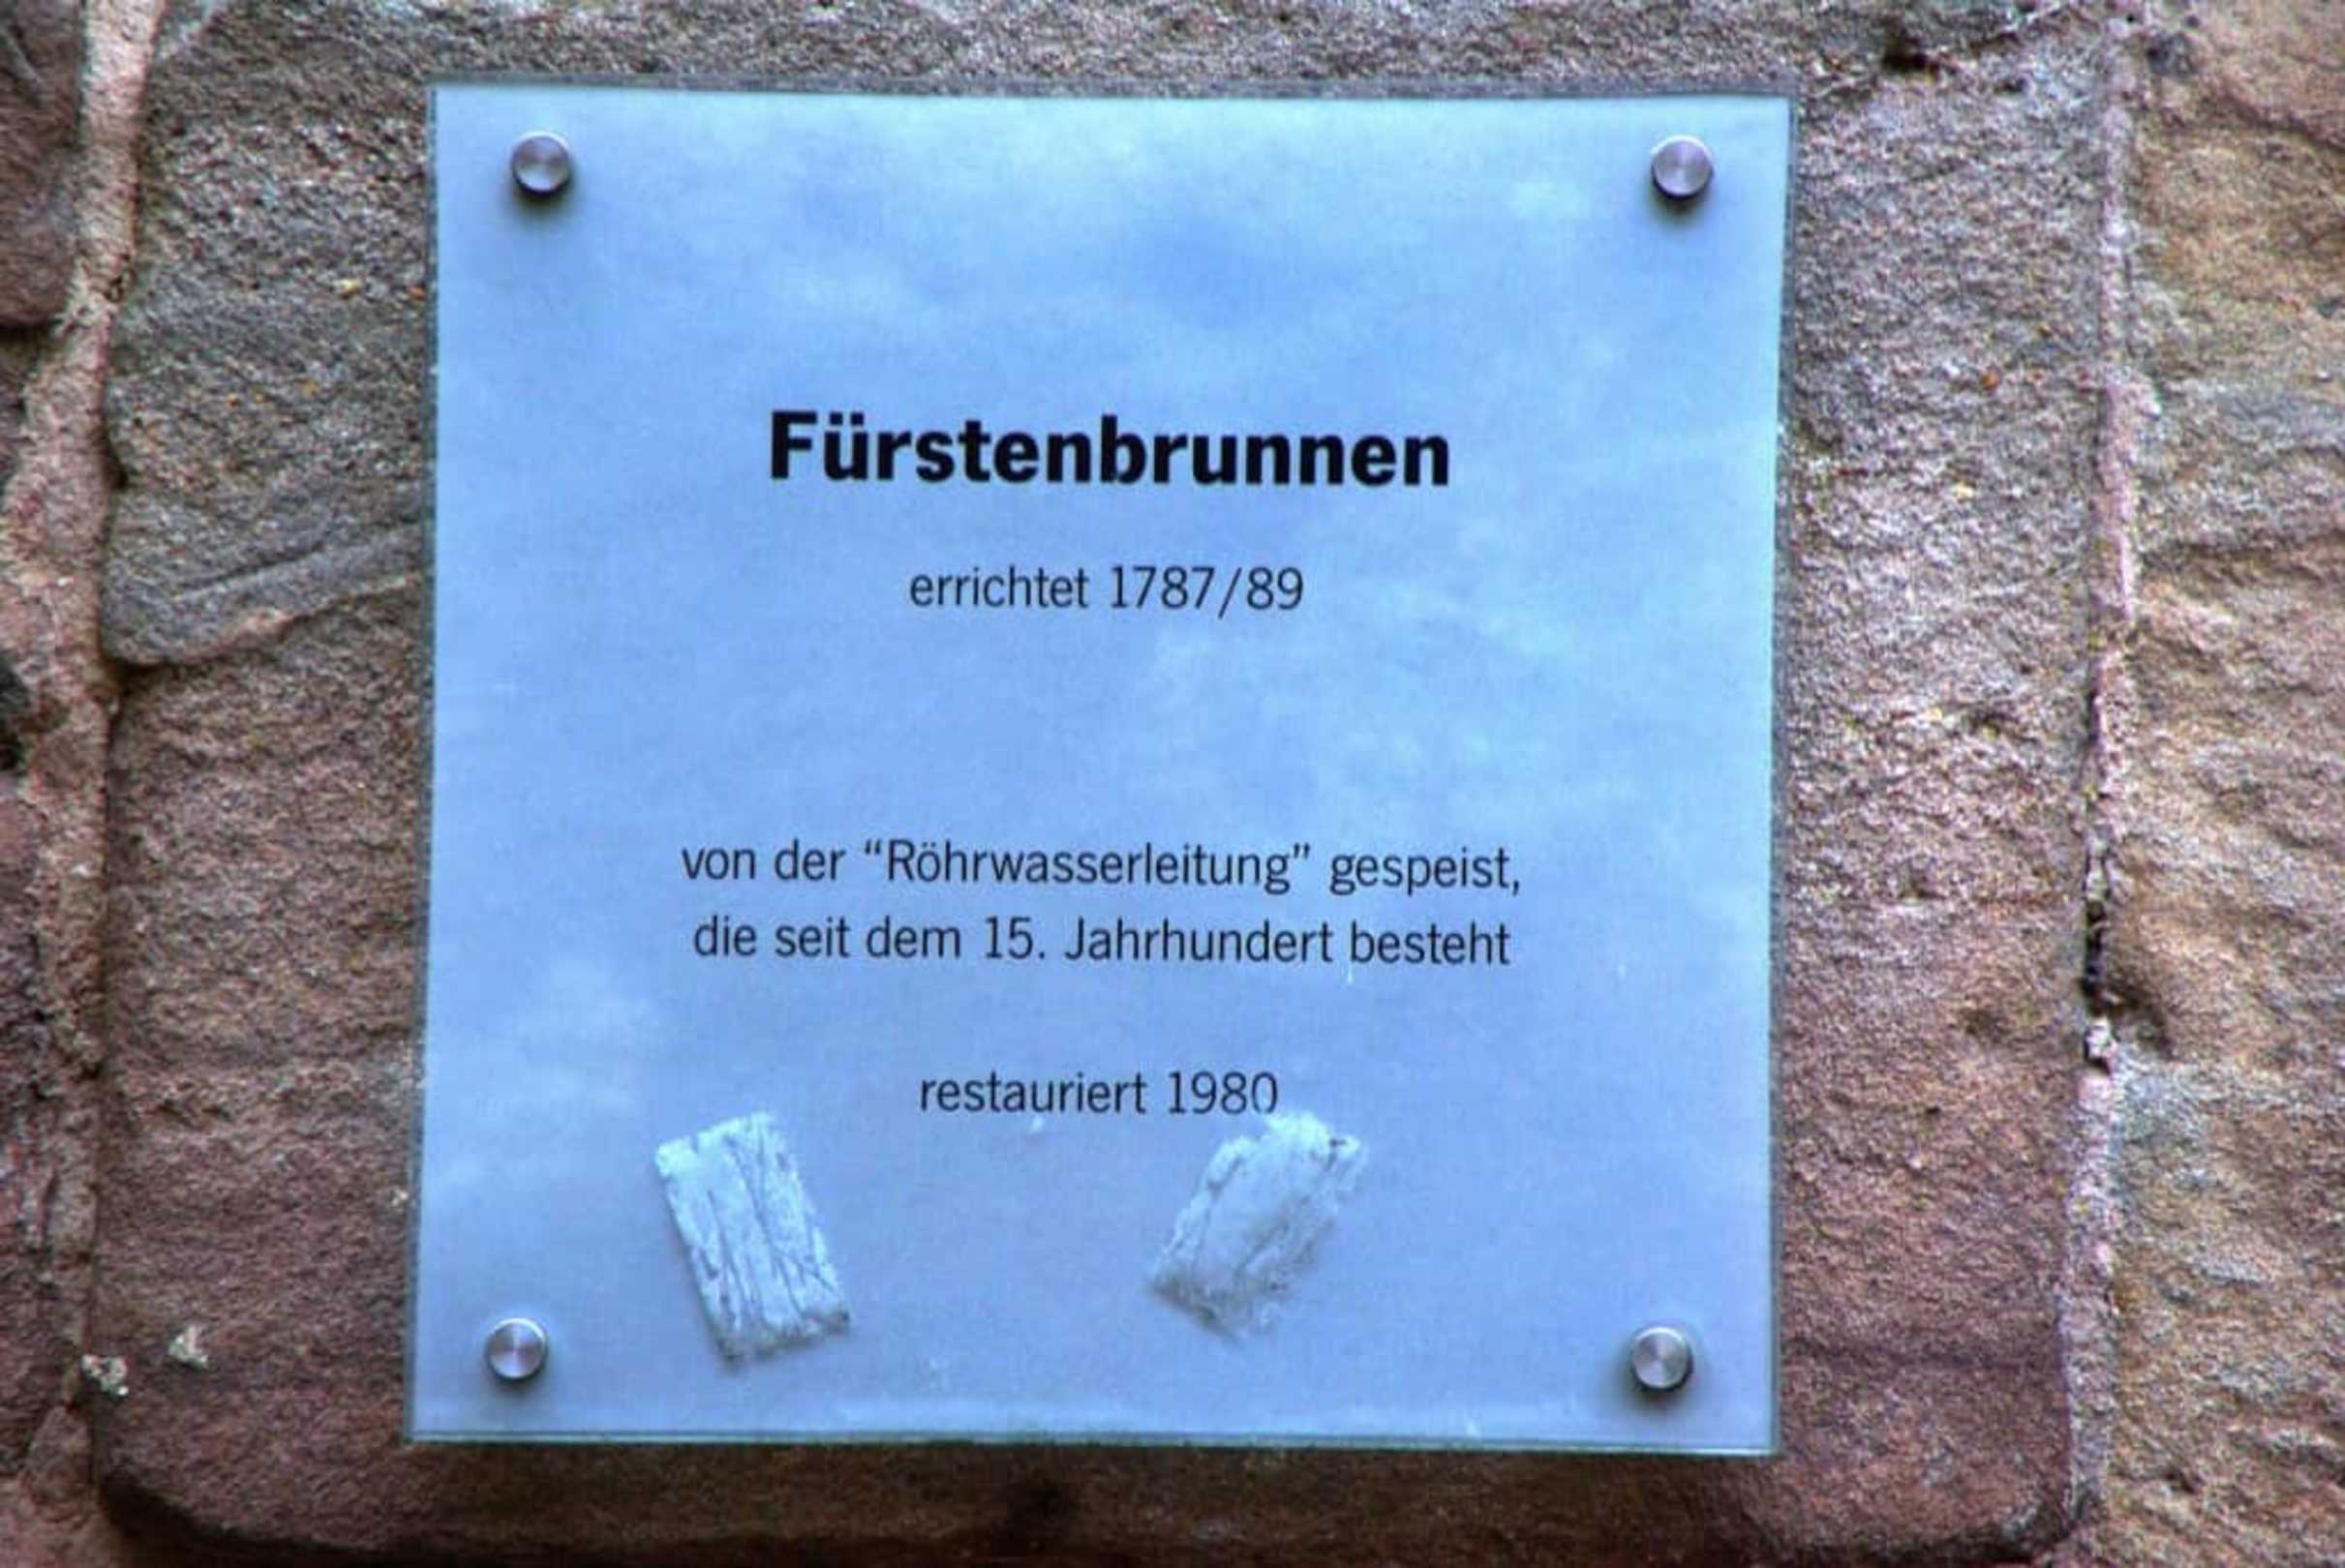 Fürstenbrunnen
errichtet 1787/89
von der “Röhrwasserleitung” gespeist,
die seit dem 15. Jahrhundert besteht
restauriert 1980